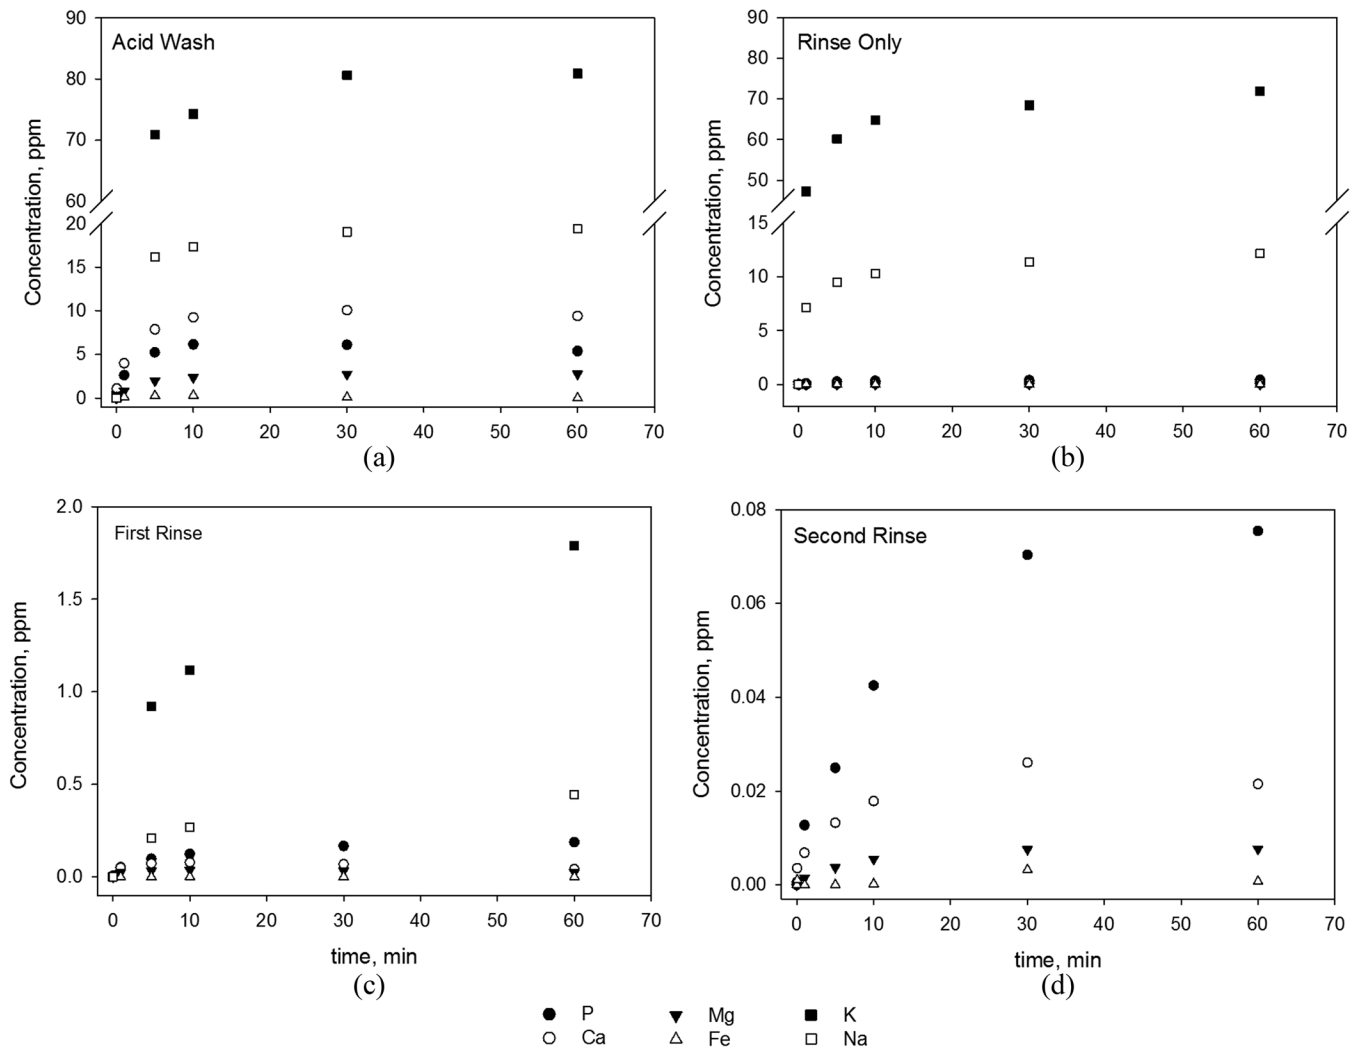 Acid Wash
Concentration, ppm
90
80
70
60
20
15
10
5
0
0 10 20 30 40 50 60 70
(a)
Rinse Only
Concentration, ppm
90
80
70
60
50
15
10
5
0
0 10 20 30 40 50 60 70
(b)
First Rinse
Concentration, ppm
2.0
1.5
1.0
0.5
0.0
0 10 20 30 40 50 60 70
time, min
(c)
Second Rinse
Concentration, ppm
0.08
0.06
0.04
0.02
0.00
0 10 20 30 40 50 60 70
time, min
(d)
P Mg K
Ca Fe Na